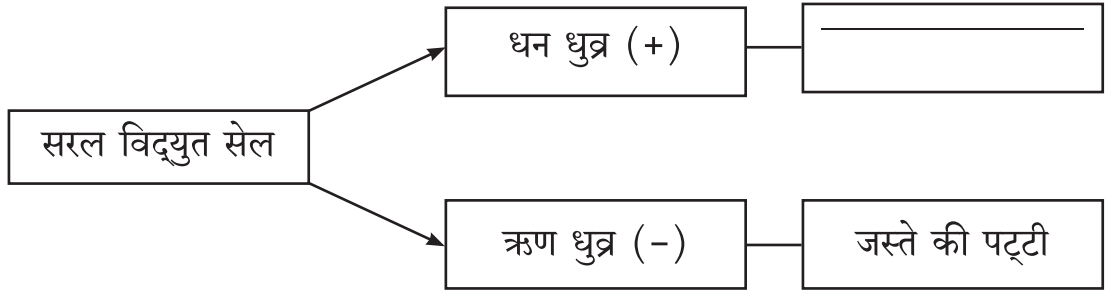 धन धुव्र (+)
सरल विद्युत सेल
ऋण धुव्र (–)
जस्ते की पट्टी